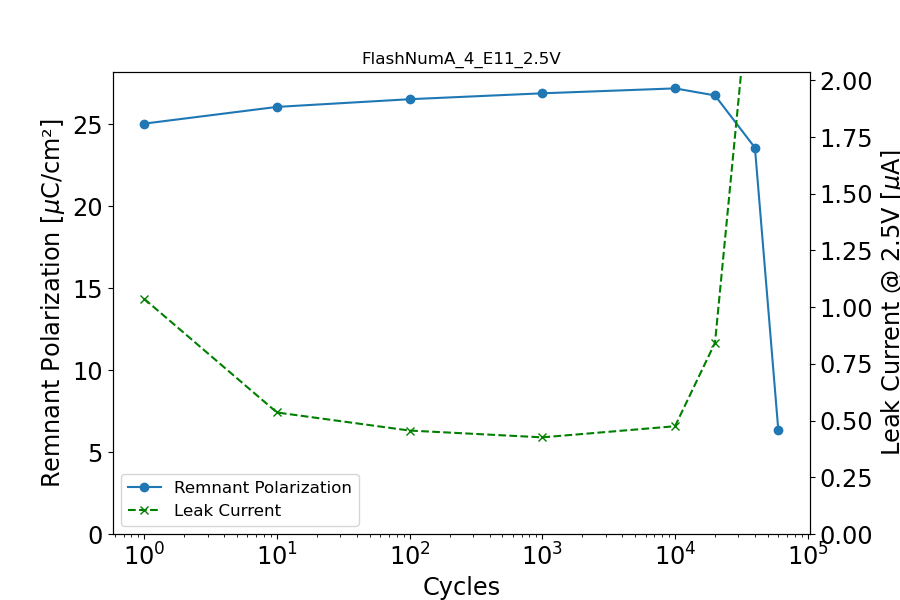 FlashNumA_4_E11_2.5V
Remnant Polarization [μC/cm²]
25
20
15
10
5
0
2.00
1.75
1.50
1.25
1.00
0.75
0.50
0.25
0.00
Leak Current @ 2.5V [μA]
Remnant Polarization
Leak Current
10⁰ 10¹ 10² 10³ 10⁴ 10⁵
Cycles